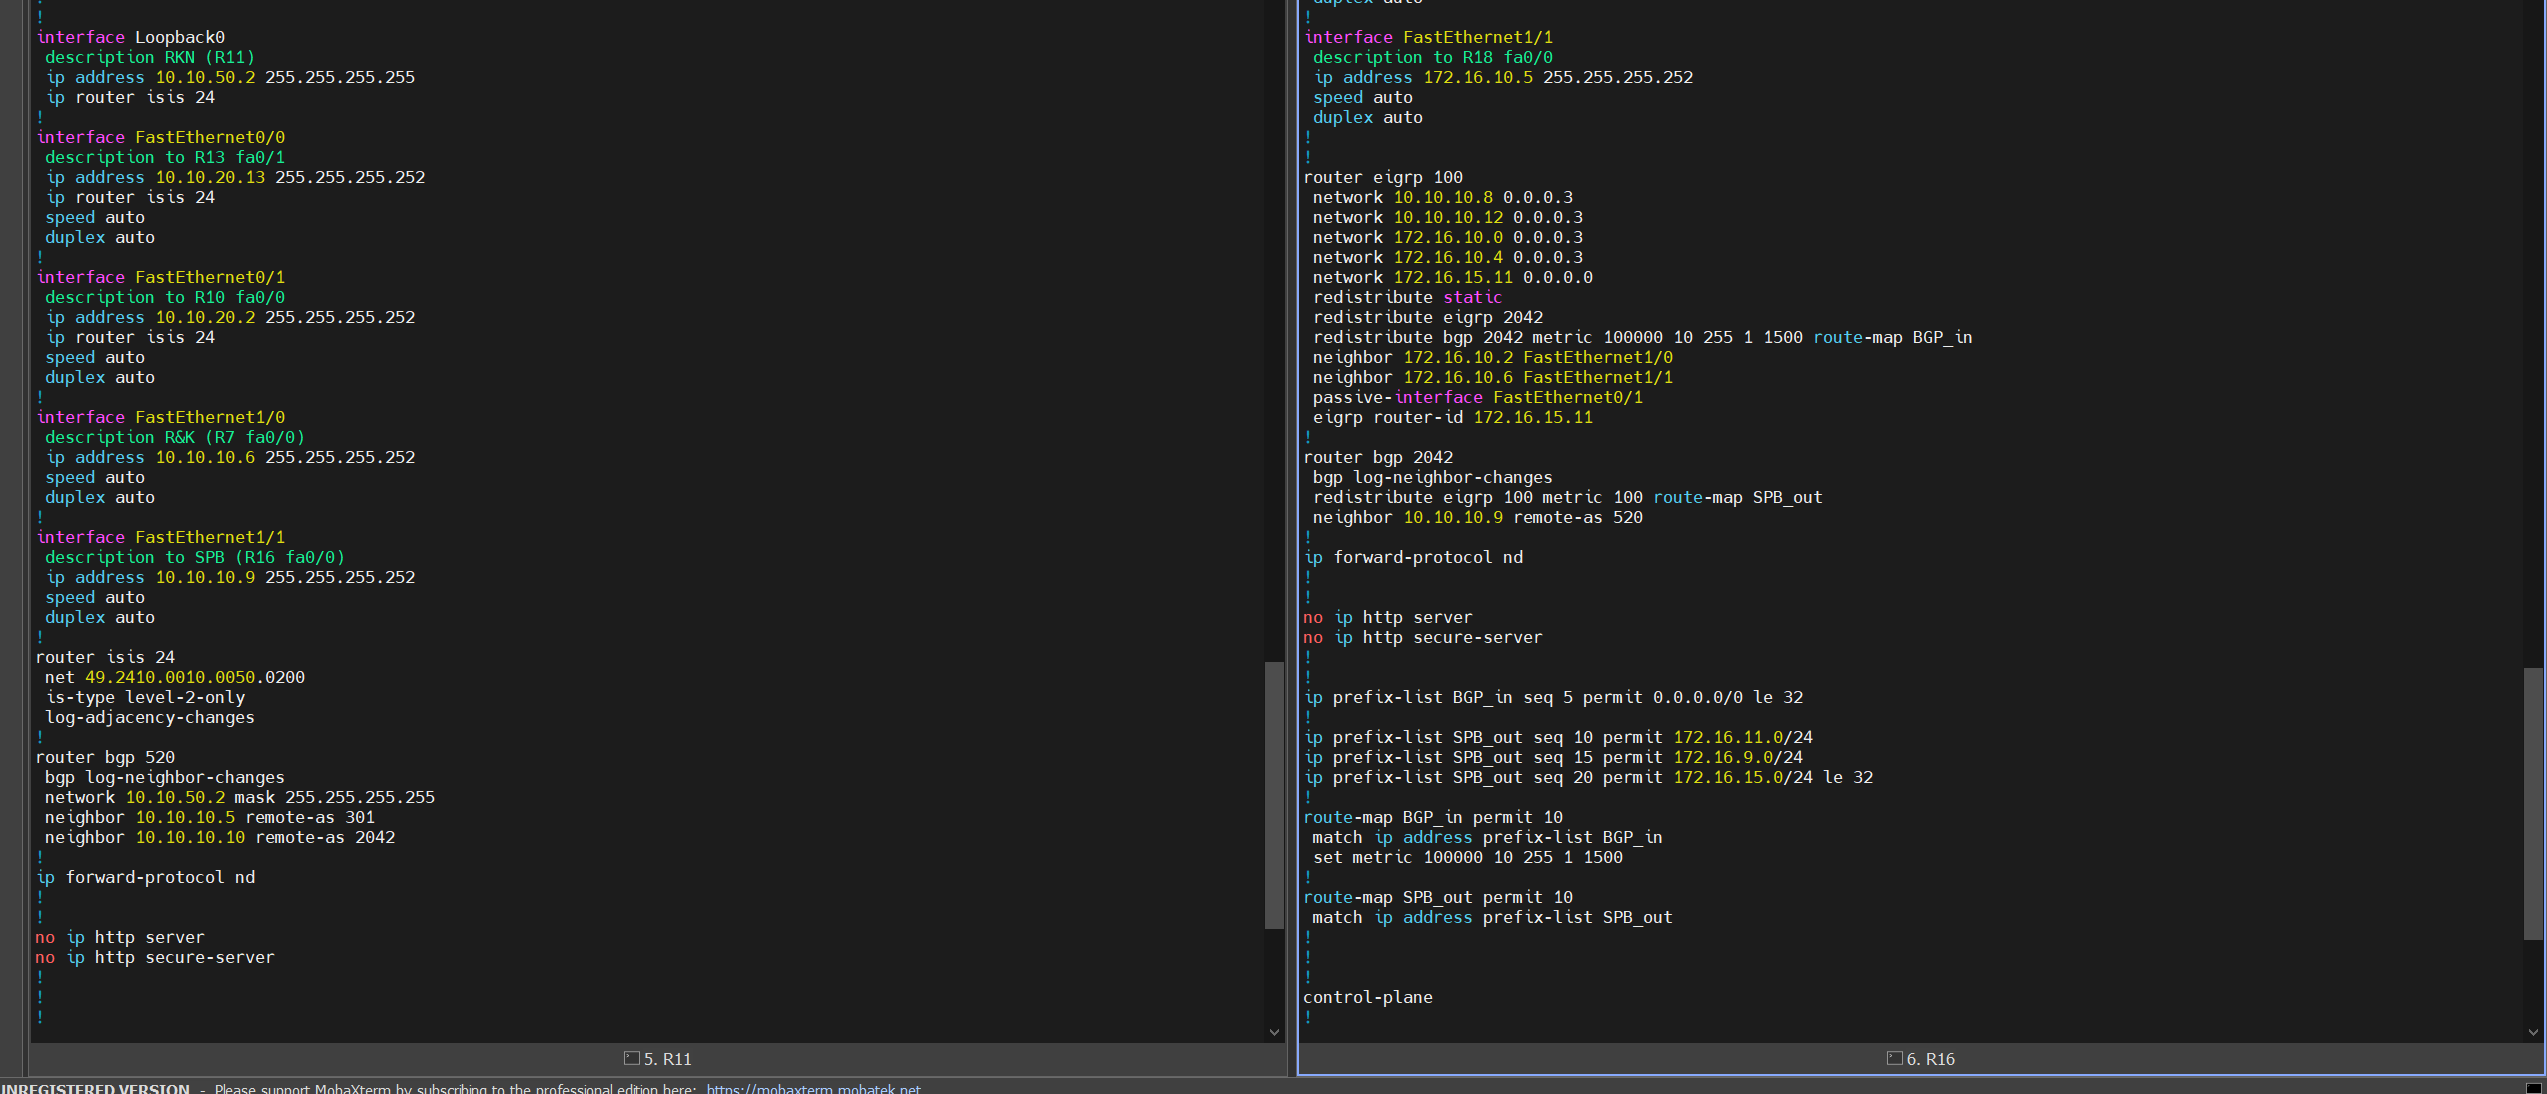 !
interface Loopback0
 description RKN (R11)
 ip address 10.10.50.2 255.255.255.255
 ip router isis 24
!
interface FastEthernet0/0
 description to R13 fa0/1
 ip address 10.10.20.13 255.255.255.252
 ip router isis 24
 speed auto
 duplex auto
!
interface FastEthernet0/1
 description to R10 fa0/0
 ip address 10.10.20.2 255.255.255.252
 ip router isis 24
 speed auto
 duplex auto
!
interface FastEthernet1/0
 description R&K (R7 fa0/0)
 ip address 10.10.10.6 255.255.255.252
 speed auto
 duplex auto
!
interface FastEthernet1/1
 description to SPB (R16 fa0/0)
 ip address 10.10.10.9 255.255.255.252
 speed auto
 duplex auto
!
router isis 24
 net 49.2410.0010.0050.0200
 is-type level-2-only
 log-adjacency-changes
!
router bgp 520
 bgp log-neighbor-changes
 network 10.10.50.2 mask 255.255.255.255
 neighbor 10.10.10.5 remote-as 301
 neighbor 10.10.10.10 remote-as 2042
!
ip forward-protocol nd
!
!
no ip http server
no ip http secure-server
!
!
!
5. R11
duplex auto
!
interface FastEthernet1/1
 description to R18 fa0/0
 ip address 172.16.10.5 255.255.255.252
 speed auto
 duplex auto
!
!
router eigrp 100
 network 10.10.10.8 0.0.0.3
 network 10.10.10.12 0.0.0.3
 network 172.16.10.0 0.0.0.3
 network 172.16.10.4 0.0.0.3
 network 172.16.15.11 0.0.0.0
 redistribute static
 redistribute eigrp 2042
 redistribute bgp 2042 metric 100000 10 255 1 1500 route-map BGP_in
 neighbor 172.16.10.2 FastEthernet1/0
 neighbor 172.16.10.6 FastEthernet1/1
 passive-interface FastEthernet0/1
 eigrp router-id 172.16.15.11
!
router bgp 2042
 bgp log-neighbor-changes
 redistribute eigrp 100 metric 100 route-map SPB_out
 neighbor 10.10.10.9 remote-as 520
!
ip forward-protocol nd
!
!
no ip http server
no ip http secure-server
!
!
ip prefix-list BGP_in seq 5 permit 0.0.0.0/0 le 32
!
ip prefix-list SPB_out seq 10 permit 172.16.11.0/24
ip prefix-list SPB_out seq 15 permit 172.16.9.0/24
ip prefix-list SPB_out seq 20 permit 172.16.15.0/24 le 32
!
route-map BGP_in permit 10
 match ip address prefix-list BGP_in
 set metric 100000 10 255 1 1500
!
route-map SPB_out permit 10
 match ip address prefix-list SPB_out
!
!
!
control-plane
!
6. R16
UNREGISTERED VERSION - Please support MobaXterm by subscribing to the professional edition here: https://mobaxterm.mobatek.net